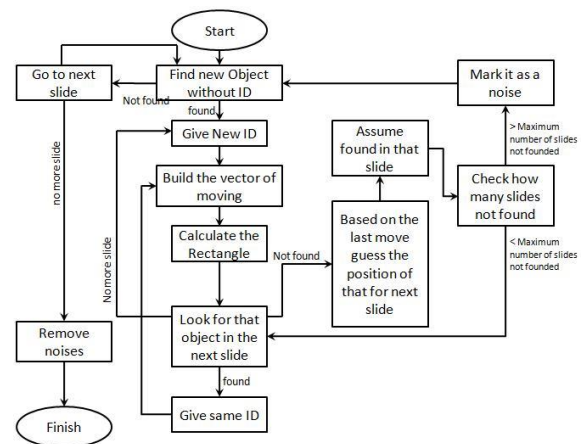 Start
Go to next
slide
Find new Object
without ID
Mark it as a
noise
Not found
found
Give New ID
> Maximum
number of slides
not founded
Assume
found in that
slide
Check how
many slides
not found
Build the vector of
moving
no more slide
No more slide
Calculate the
Rectangle
Not found
Based on the
last move
guess the
position of
that for next
slide
< Maximum
number of slides
not founded
Look for that
object in the
next slide
Remove
noises
found
Give same ID
Finish